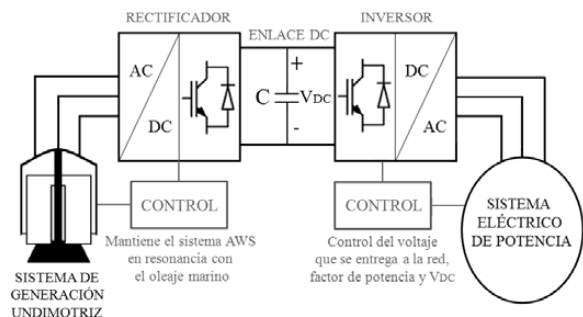 RECTIFICADOR
ENLACE DC
INVERSOR
AC
DC
C
+
VDC
-
DC
AC
CONTROL
Mantiene el sistema AWS
en resonancia con
el oleaje marino
CONTROL
Control del voltaje
que se entrega a la red,
factor de potencia y VDC
SISTEMA DE
GENERACIÓN
UNDIMOTRIZ
SISTEMA
ELÉCTRICO
DE POTENCIA